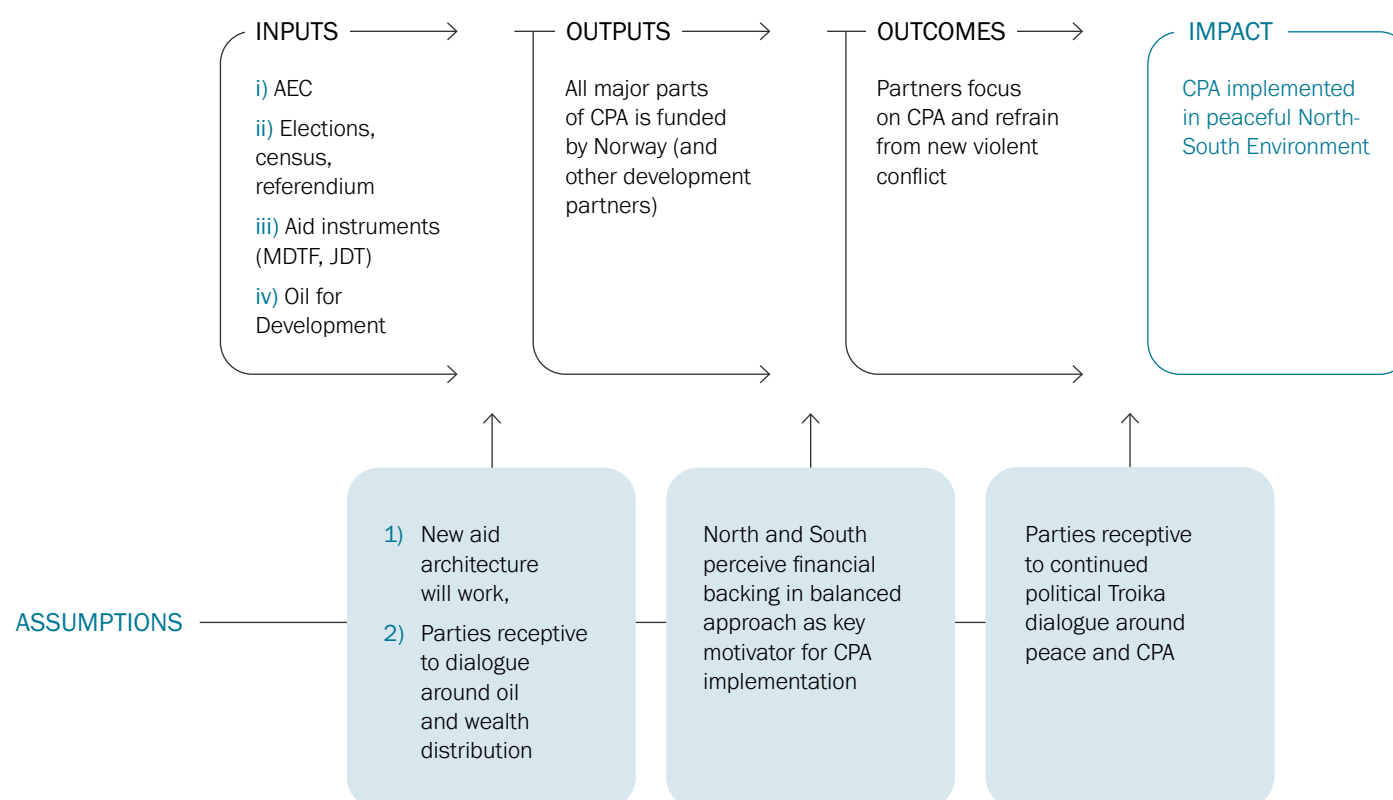 INPUTS
i) AEC
ii) Elections,
census,
referendium
iii) Aid instruments
(MDTF, JDT)
iv) Oil for
Development
OUTPUTS
All major parts
of CPA is funded
by Norway (and
other development
partners)
OUTCOMES
Partners focus
on CPA and refrain
from new violent
conflict
IMPACT
CPA implemented
in peaceful North-
South Environment
ASSUMPTIONS
1) New aid
architecture
will work,
2) Parties receptive
to dialogue
around oil
and wealth
distribution
North and South
perceive financial
backing in balanced
approach as key
motivator for CPA
implementation
Parties receptive
to continued
political Troika
dialogue around
peace and CPA